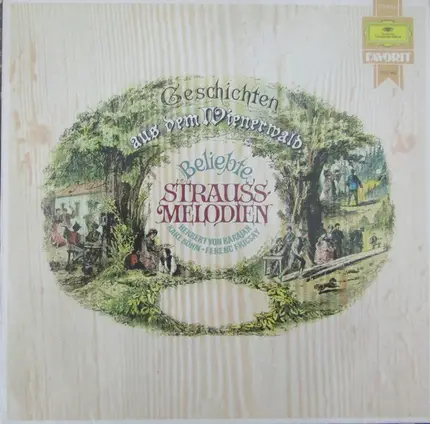 FAVORIT
Geschichten
aus dem Wienerwald
Beliebte
STRAUSS-
MELODIEN
HERBERT VON KARAJAN
KARL BÖHM · FERENC FRICSAY